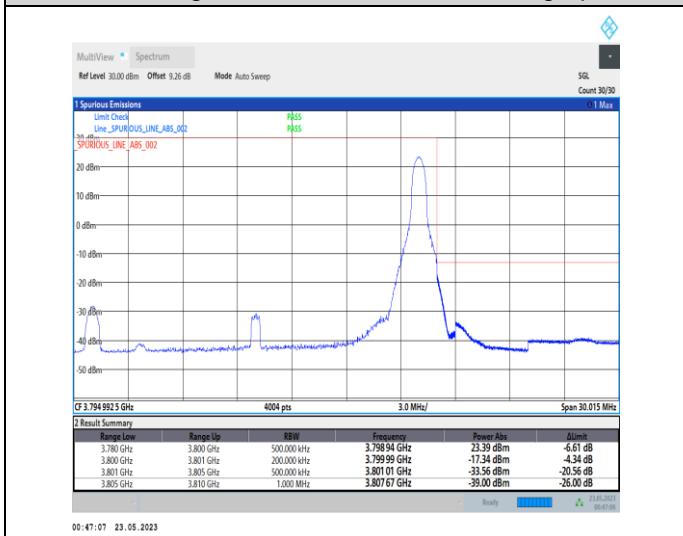 MultiView Spectrum
Ref Level 30.00 dBm Offset 9.26 dB Mode Auto Sweep SGL
Count 30/30
1 Spurious Emissions 1 Max
Limit Check PASS
Line _SPURIOUS_LINE_ABS_002 PASS
_SPURIOUS_LINE_ABS_002
20 dBm
10 dBm
0 dBm
-10 dBm
-20 dBm
-30 dBm
-40 dBm
-50 dBm
CF 3.794 992 5 GHz 4004 pts 3.0 MHz/ Span 30.015 MHz
2 Result Summary
Range Low Range Up RBW Frequency Power Abs ΔLimit
3.780 GHz 3.800 GHz 500.000 kHz 3.798 94 GHz 23.39 dBm -6.61 dB
3.800 GHz 3.801 GHz 200.000 kHz 3.799 99 GHz -17.34 dBm -4.34 dB
3.801 GHz 3.805 GHz 500.000 kHz 3.801 01 GHz -33.56 dBm -20.56 dB
3.805 GHz 3.810 GHz 1.000 MHz 3.807 67 GHz -39.00 dBm -26.00 dB
Ready 23.05.2023
00:47:06
00:47:07 23.05.2023